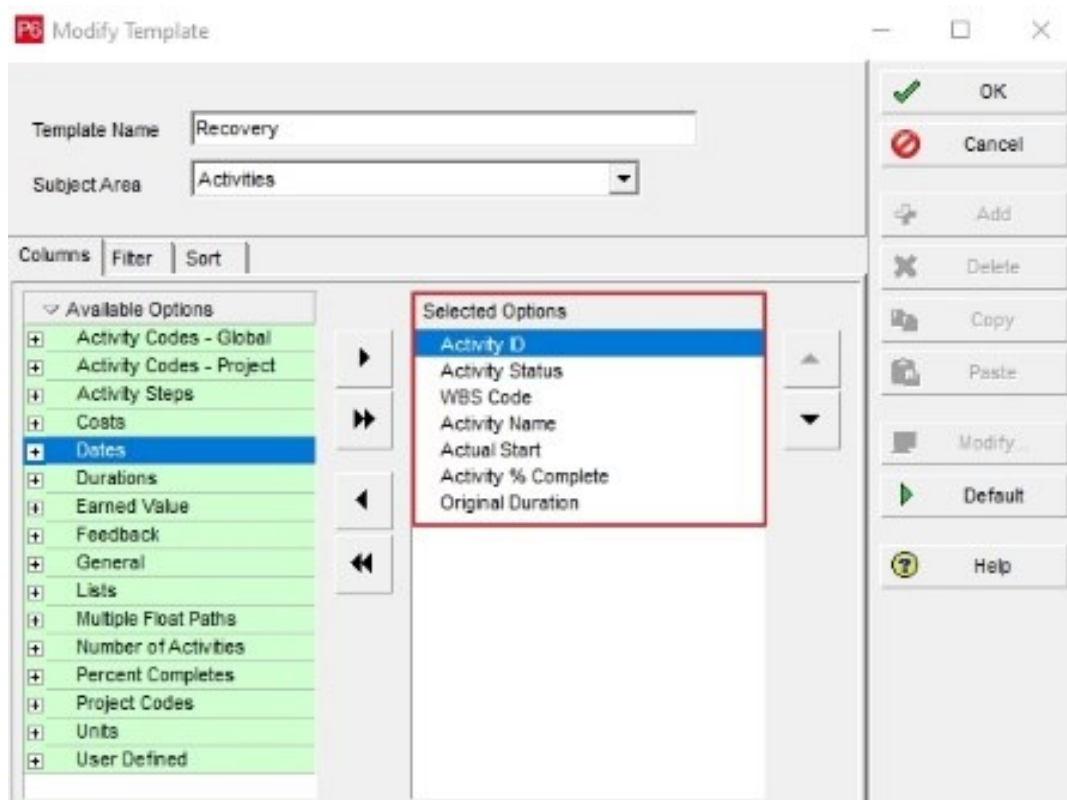 P6 Modify Template
Template Name Recovery
Subject Area Activities
Columns Filter Sort
Available Options
Activity Codes - Global
Activity Codes - Project
Activity Steps
Costs
Dates
Durations
Earned Value
Feedback
General
Lists
Multiple Float Paths
Number of Activities
Percent Completes
Project Codes
Units
User Defined
Selected Options
Activity ID
Activity Status
WBS Code
Activity Name
Actual Start
Activity % Complete
Original Duration
OK
Cancel
Add
Delete
Copy
Paste
Modify...
Default
Help